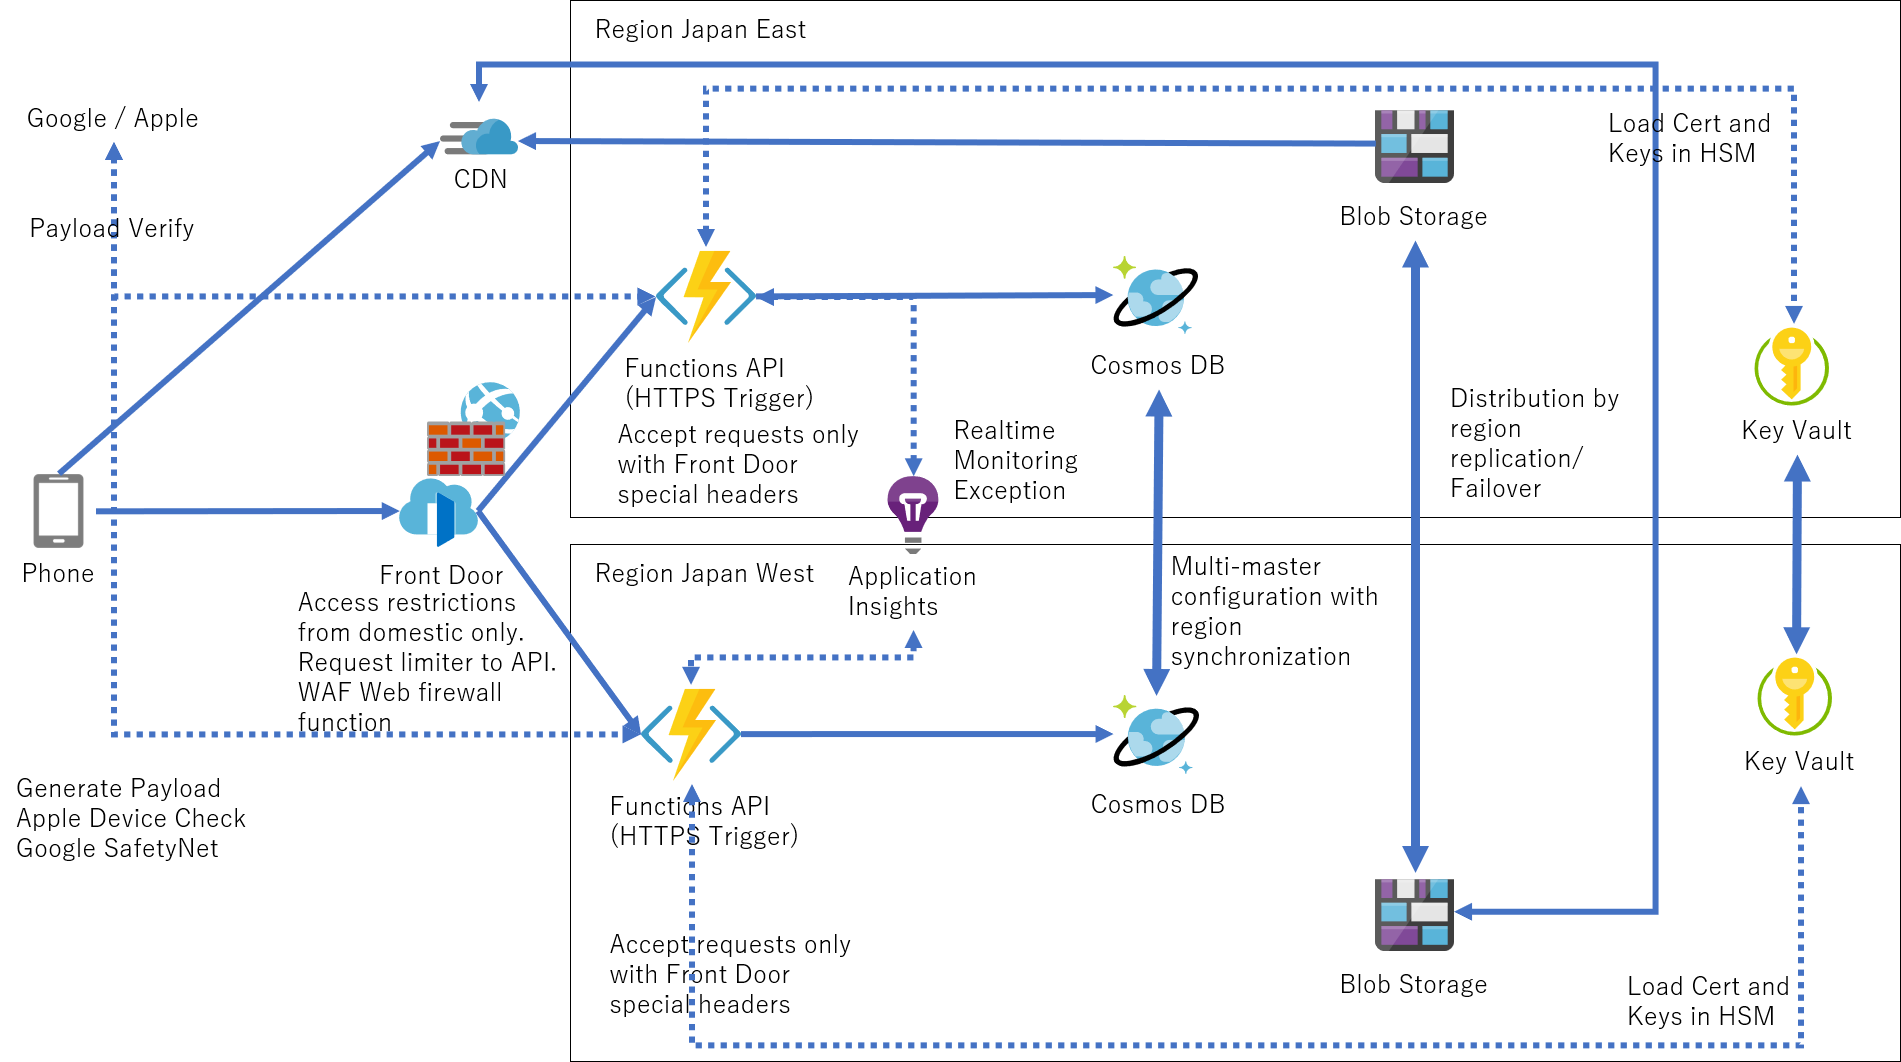 Region Japan East
Google / Apple
Payload Verify
CDN
Blob Storage
Load Cert and
Keys in HSM
Functions API
(HTTPS Trigger)
Accept requests only
with Front Door
special headers
Cosmos DB
Realtime
Monitoring
Exception
Distribution by
region
replication/
Failover
Key Vault
Phone
Front Door
Access restrictions
from domestic only.
Request limiter to API.
WAF Web firewall
function
Region Japan West
Application
Insights
Multi-master
configuration with
region
synchronization
Generate Payload
Apple Device Check
Google SafetyNet
Functions API
(HTTPS Trigger)
Cosmos DB
Key Vault
Accept requests only
with Front Door
special headers
Blob Storage
Load Cert and
Keys in HSM